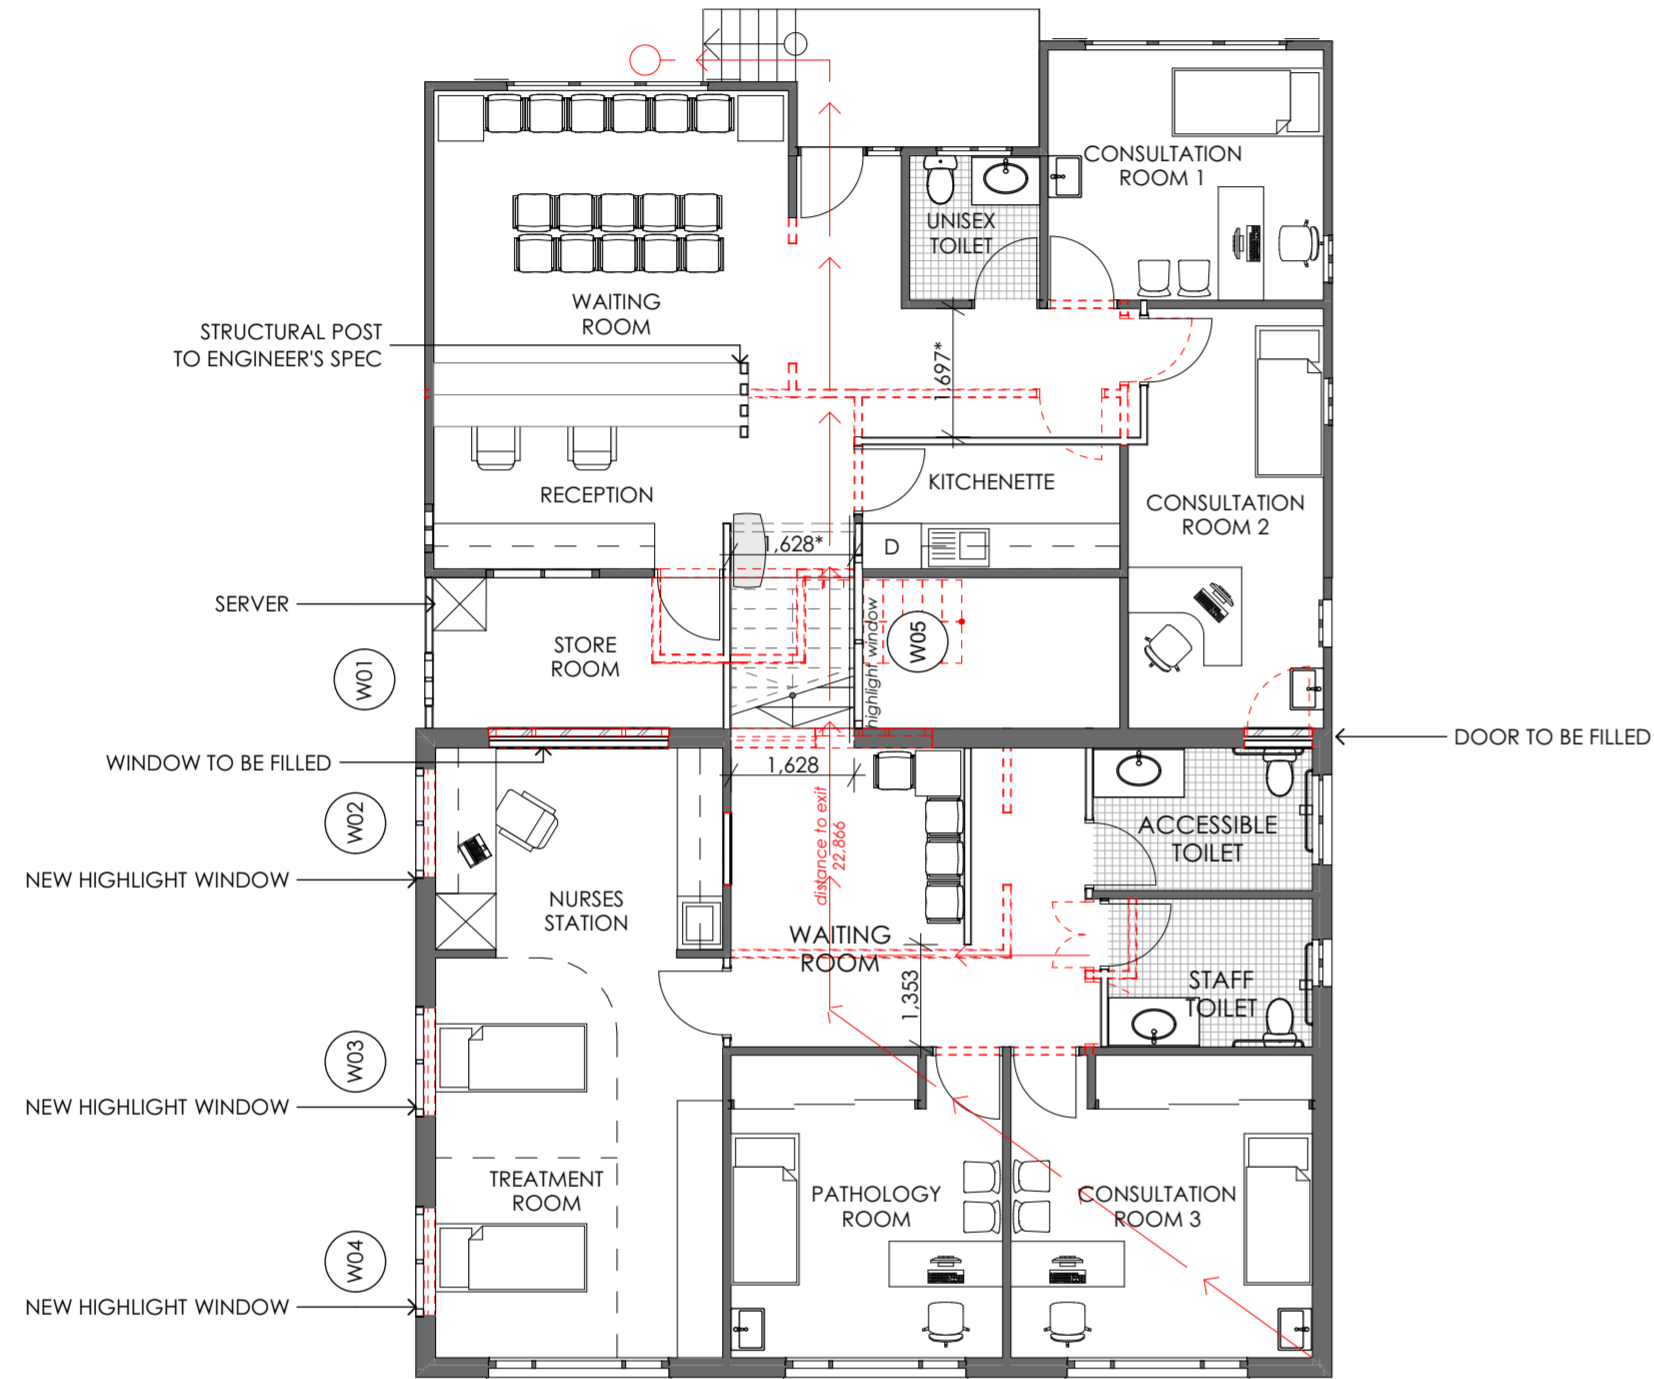 CONSULTATION
ROOM 1
UNISEX
TOILET
WAITING
ROOM
STRUCTURAL POST
TO ENGINEER'S SPEC
1,697*
KITCHENETTE
RECEPTION
CONSULTATION
ROOM 2
1,628*
D
SERVER
STORE
ROOM
W01
highlight window
W05
WINDOW TO BE FILLED
DOOR TO BE FILLED
1,628
W02
distance to exit
22,866
ACCESSIBLE
TOILET
NEW HIGHLIGHT WINDOW
NURSES
STATION
WAITING
ROOM
1,353
STAFF
TOILET
W03
NEW HIGHLIGHT WINDOW
TREATMENT
ROOM
PATHOLOGY
ROOM
CONSULTATION
ROOM 3
W04
NEW HIGHLIGHT WINDOW